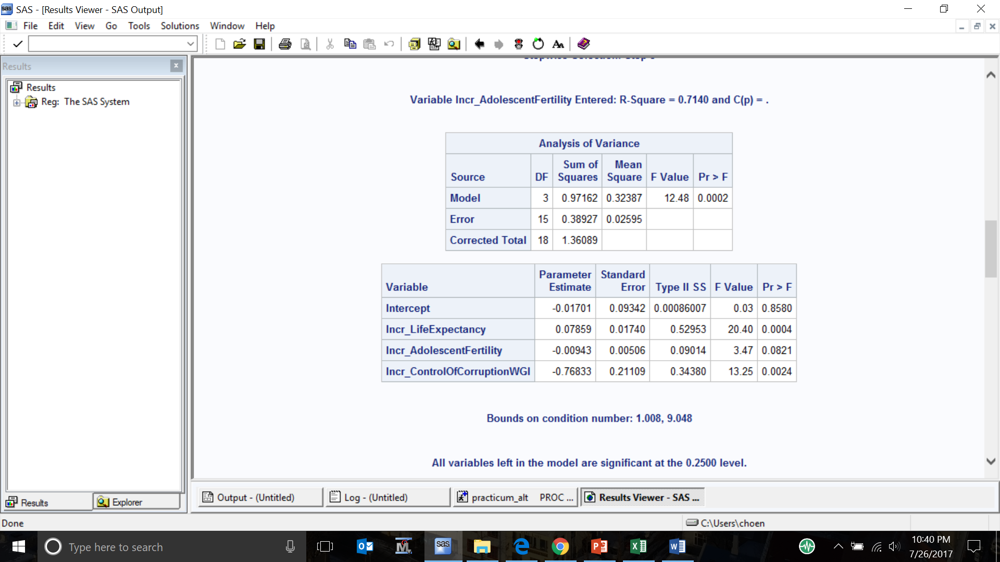 SAS - [Results Viewer - SAS Output]
File Edit View Go Tools Solutions Window Help
Results
Results
Reg: The SAS System
Variable Incr_AdolescentFertility Entered: R-Square = 0.7140 and C(p) = .
Analysis of Variance
Source DF Sum of Squares Mean Square F Value Pr > F
Model 3 0.97162 0.32387 12.48 0.0002
Error 15 0.38927 0.02595
Corrected Total 18 1.36089
Variable Parameter Estimate Standard Error Type II SS F Value Pr > F
Intercept -0.01701 0.09342 0.00086007 0.03 0.8580
Incr_LifeExpectancy 0.07859 0.01740 0.52953 20.40 0.0004
Incr_AdolescentFertility -0.00943 0.00506 0.09014 3.47 0.0821
Incr_ControlOfCorruptionWGI -0.76833 0.21109 0.34380 13.25 0.0024
Bounds on condition number: 1.008, 9.048
All variables left in the model are significant at the 0.2500 level.
Results Explorer
Output - (Untitled) Log - (Untitled) practicum_alt PROC ... Results Viewer - SAS ...
Done
C:\Users\choen
Type here to search
sas
10:40 PM
7/26/2017